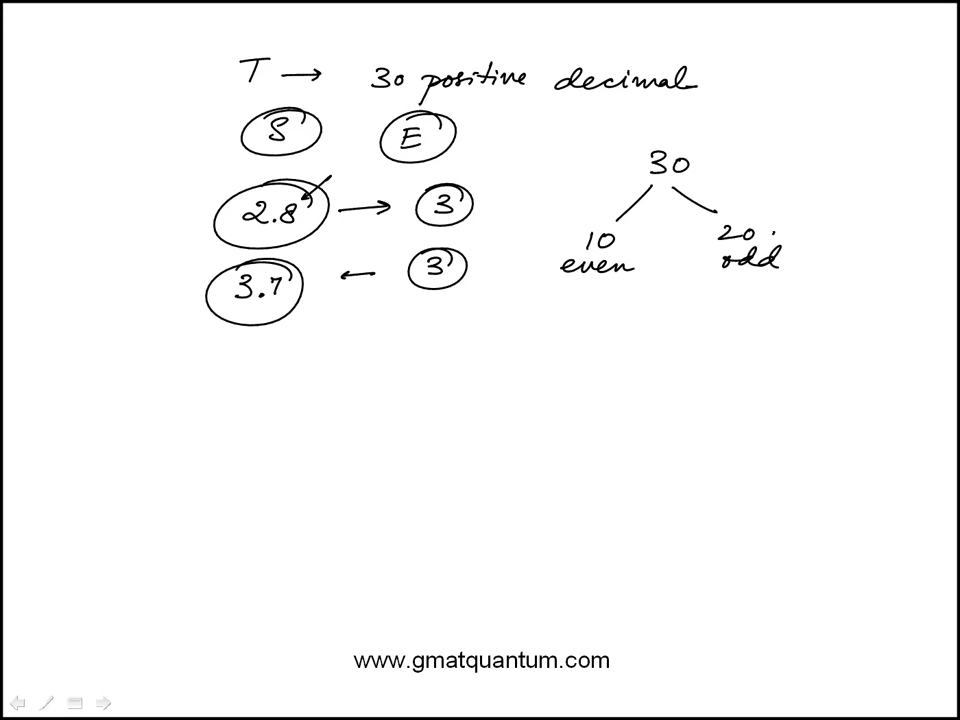 T → 30 positive decimal
S E
30
2.8 → 3
10 20
even odd
3.7 ← 3
www.gmatquantum.com